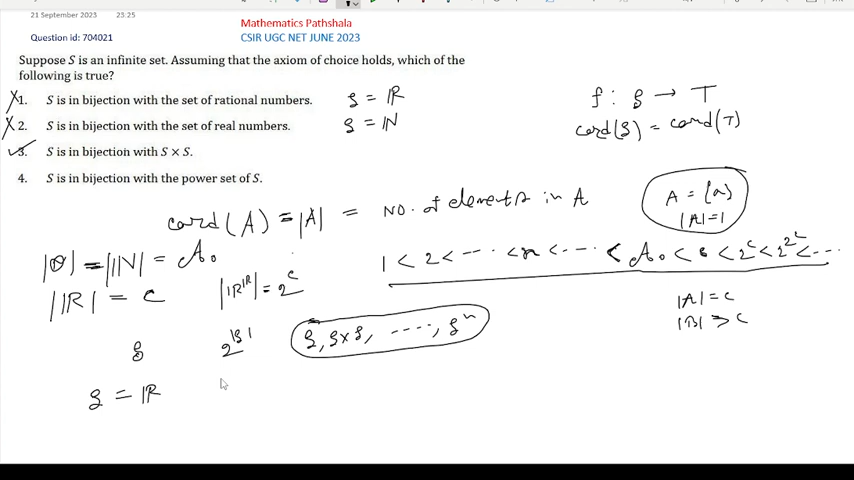 21 September 2023 23:25
Mathematics Pathshala
Question id: 704021
CSIR UGC NET JUNE 2023
Suppose S is an infinite set. Assuming that the axiom of choice holds, which of the
following is true?
1. S is in bijection with the set of rational numbers.
S = ℝ
2. S is in bijection with the set of real numbers.
S = ℕ
3. S is in bijection with S × S.
4. S is in bijection with the power set of S.
f : S → T
card(S) = card(T)
card(A) = |A| = No. of elements in A
A = {a}
|A| = 1
|ℚ| = |ℕ| = 𝒜₀
1 < 2 < ---- < n < ---- < 𝒜₀ < c < 2^c < 2^2^c < ---
|ℝ| = c
|ℝ^ℝ| = 2^c
|A| = c
|B| > c
S
2^|S|
S, S×S, ----, S^n
S = ℝ